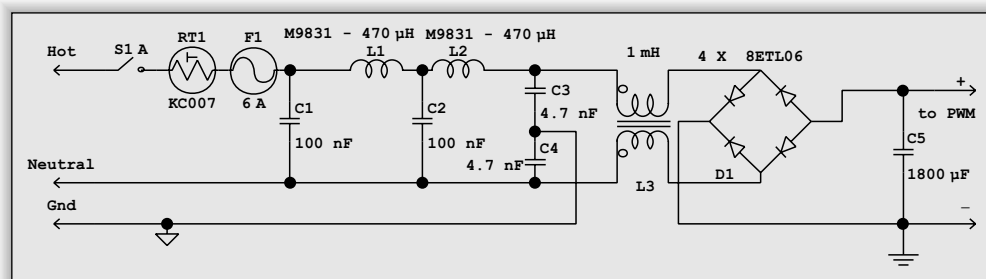 M9831 - 470 µH M9831 - 470 µH
Hot
S1 A
RT1
F1
L1
L2
1 mH
4 X 8ETL06
KC007
6 A
C1
100 nF
C2
100 nF
C3
4.7 nF
C4
4.7 nF
+
to PWM
C5
1800 µF
D1
L3
Neutral
Gnd
−